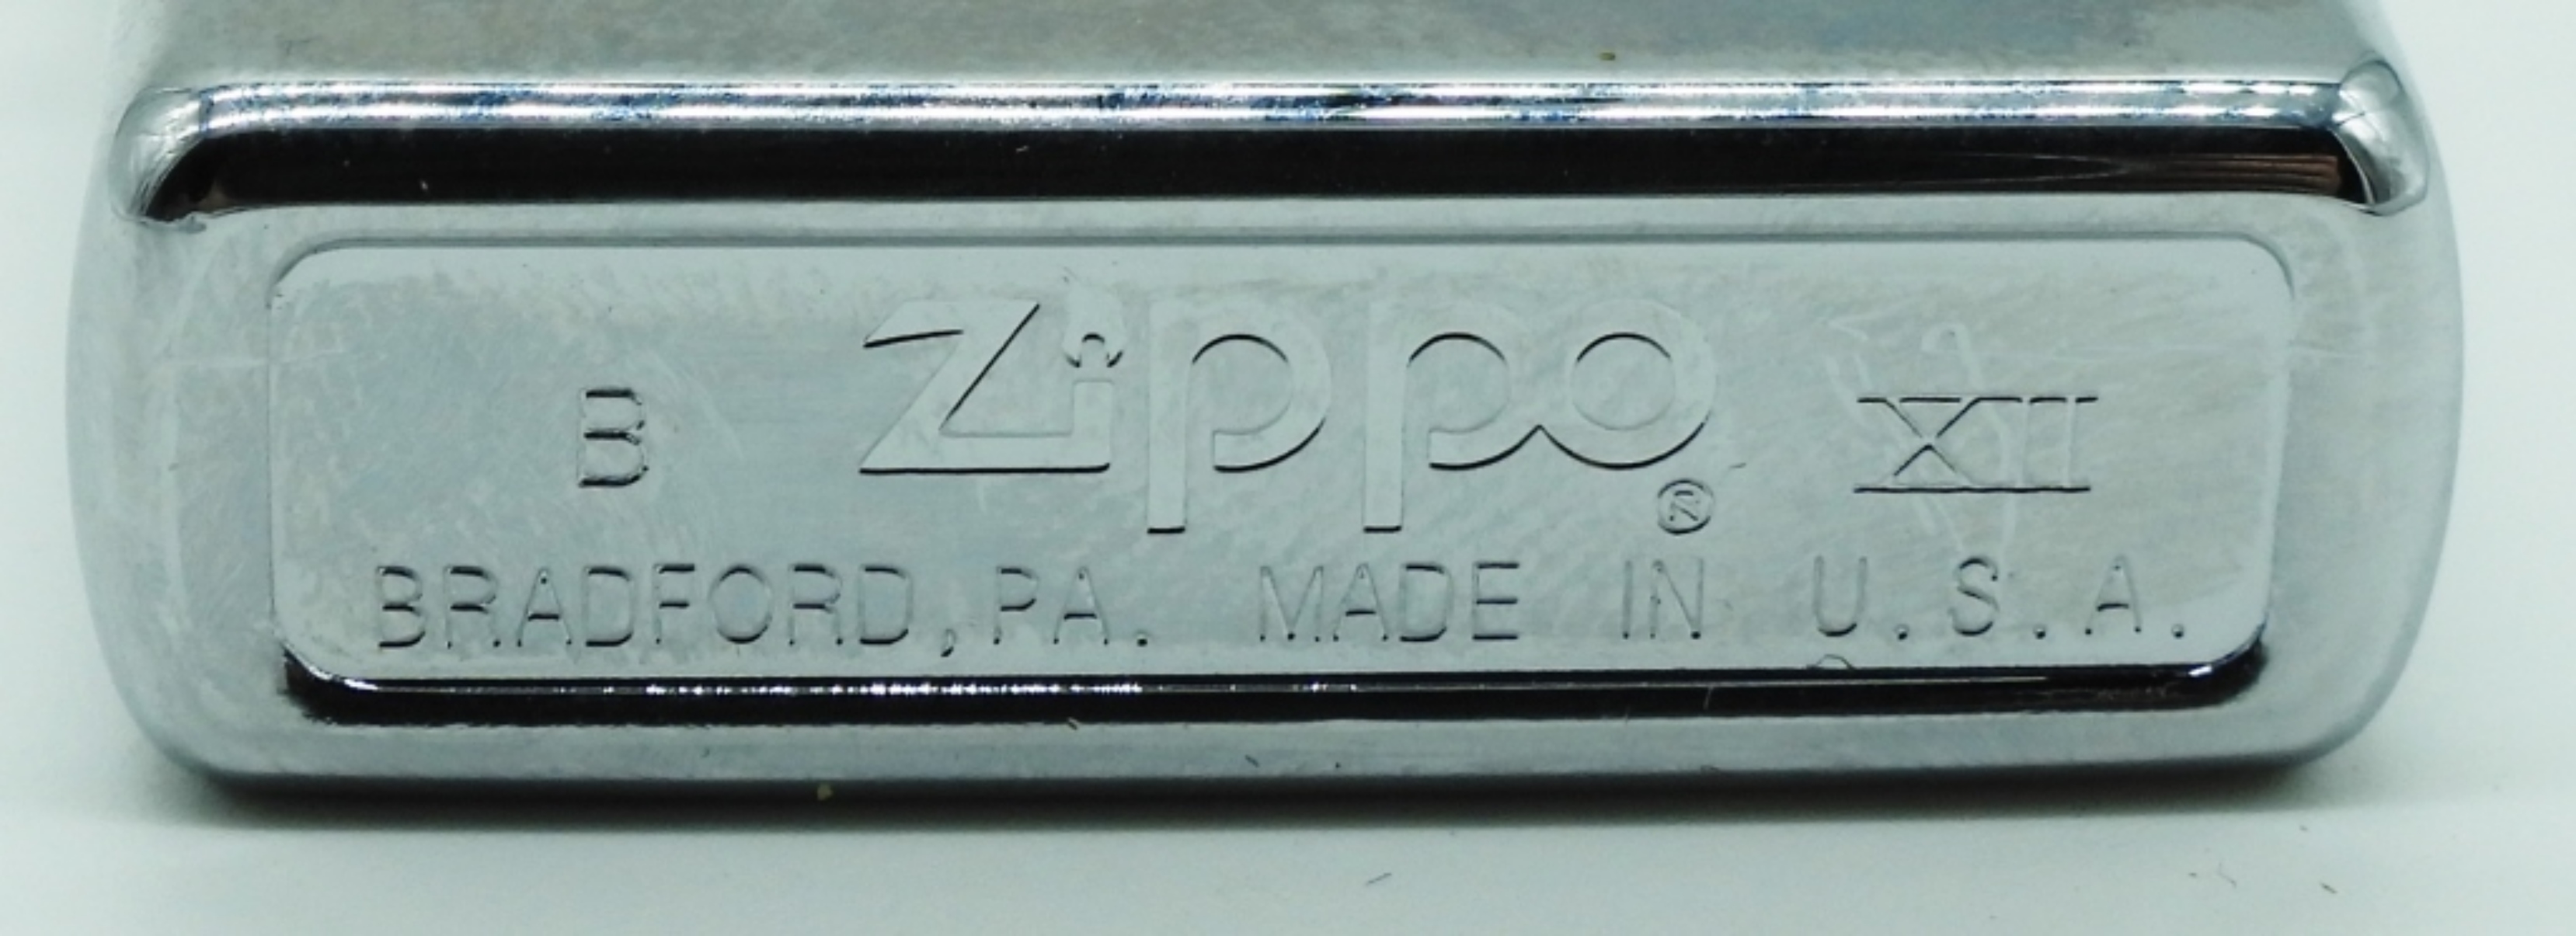 B Zippo® XII
BRADFORD, PA. MADE IN U.S.A.